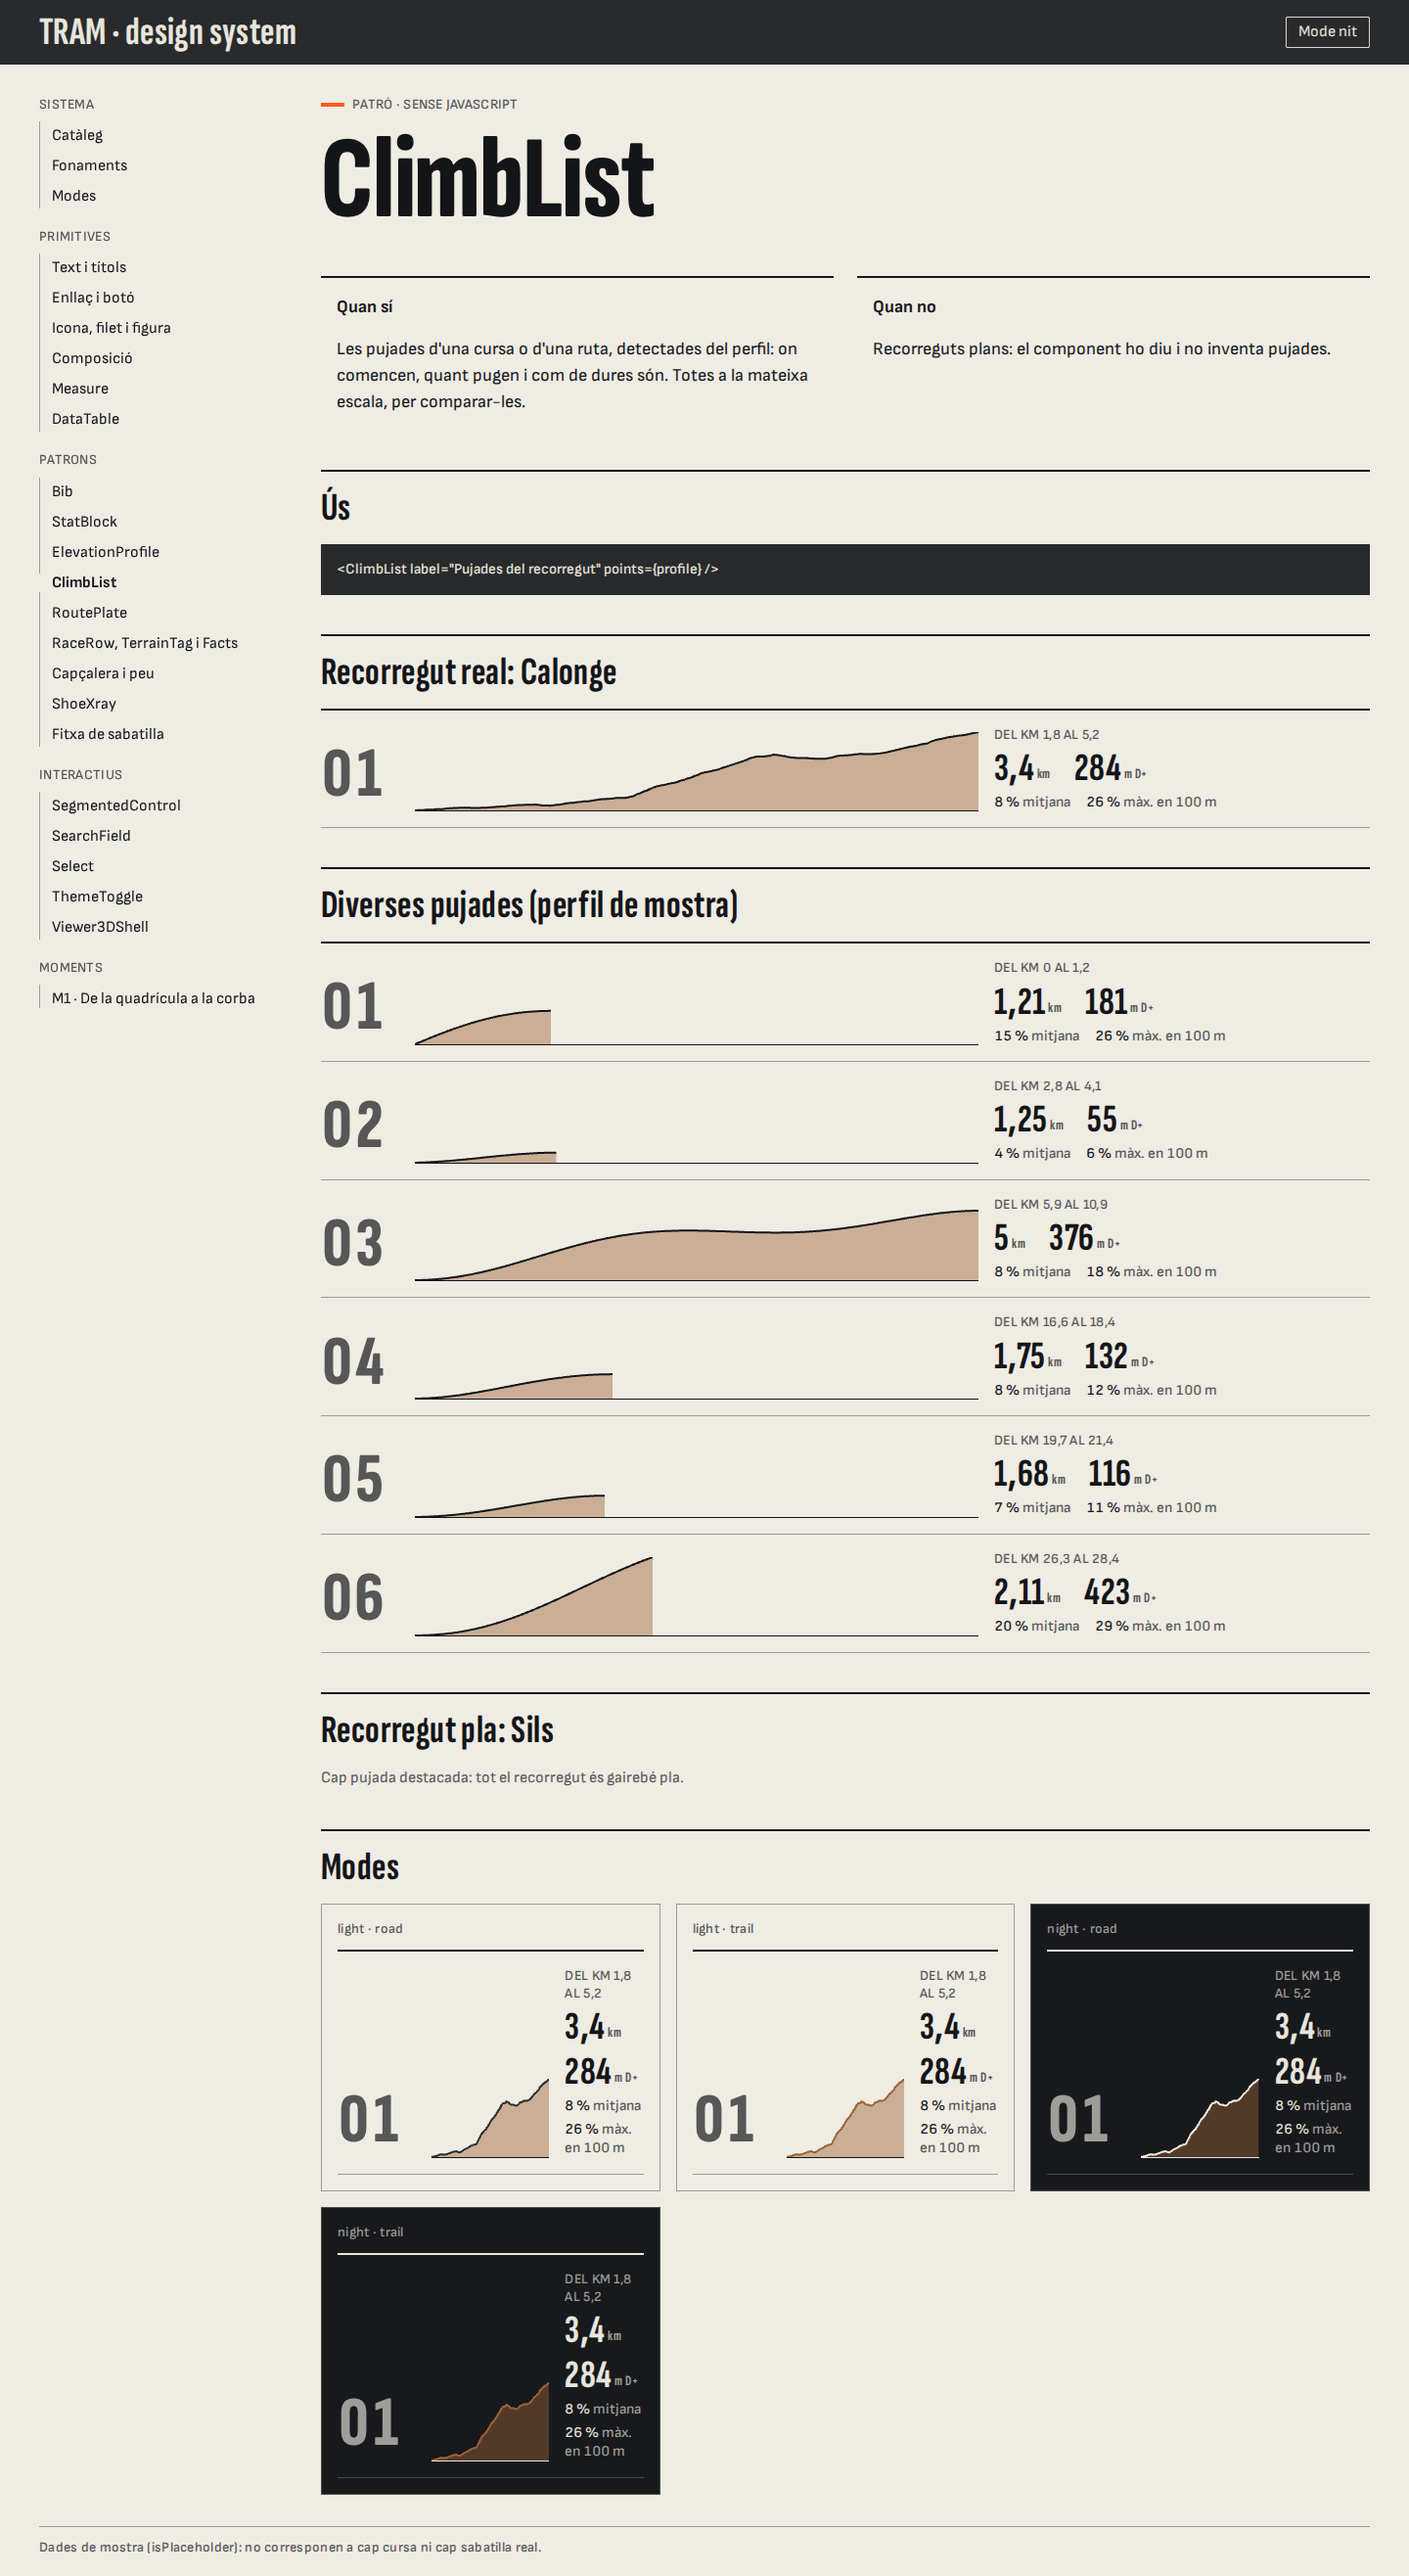 TRAM · design system
Mode nit
SISTEMA
Catàleg
Fonaments
Modes
PRIMITIVES
Text i títols
Enllaç i botó
Icona, filet i figura
Composició
Measure
DataTable
PATRONS
Bib
StatBlock
ElevationProfile
ClimbList
RoutePlate
RaceRow, TerrainTag i Facts
Capçalera i peu
ShoeXray
Fitxa de sabatilla
INTERACTIUS
SegmentedControl
SearchField
Select
ThemeToggle
Viewer3DShell
MOMENTS
M1 · De la quadrícula a la corba
PATRÓ · SENSE JAVASCRIPT
ClimbList
Quan sí
Les pujades d'una cursa o d'una ruta, detectades del perfil: on
comencen, quant pugen i com de dures són. Totes a la mateixa
escala, per comparar-les.
Quan no
Recorreguts plans: el component ho diu i no inventa pujades.
Ús
<ClimbList label="Pujades del recorregut" points={profile} />
Recorregut real: Calonge
01
DEL KM 1,8 AL 5,2
3,4 km 284 m D+
8 % mitjana 26 % màx. en 100 m
Diverses pujades (perfil de mostra)
01
DEL KM 0 AL 1,2
1,21 km 181 m D+
15 % mitjana 26 % màx. en 100 m
02
DEL KM 2,8 AL 4,1
1,25 km 55 m D+
4 % mitjana 6 % màx. en 100 m
03
DEL KM 5,9 AL 10,9
5 km 376 m D+
8 % mitjana 18 % màx. en 100 m
04
DEL KM 16,6 AL 18,4
1,75 km 132 m D+
8 % mitjana 12 % màx. en 100 m
05
DEL KM 19,7 AL 21,4
1,68 km 116 m D+
7 % mitjana 11 % màx. en 100 m
06
DEL KM 26,3 AL 28,4
2,11 km 423 m D+
20 % mitjana 29 % màx. en 100 m
Recorregut pla: Sils
Cap pujada destacada: tot el recorregut és gairebé pla.
Modes
light · road
01
DEL KM 1,8
AL 5,2
3,4 km
284 m D+
8 % mitjana
26 % màx.
en 100 m
light · trail
01
DEL KM 1,8
AL 5,2
3,4 km
284 m D+
8 % mitjana
26 % màx.
en 100 m
night · road
01
DEL KM 1,8
AL 5,2
3,4 km
284 m D+
8 % mitjana
26 % màx.
en 100 m
night · trail
01
DEL KM 1,8
AL 5,2
3,4 km
284 m D+
8 % mitjana
26 % màx.
en 100 m
Dades de mostra (isPlaceholder): no corresponen a cap cursa ni cap sabatilla real.